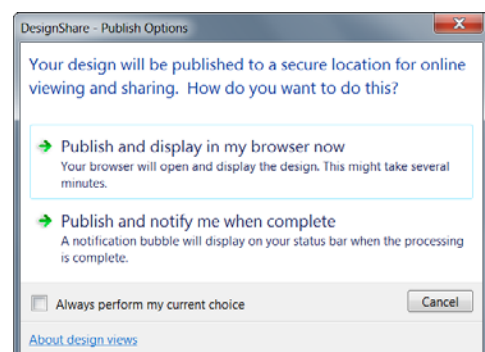 DesignShare - Publish Options
Your design will be published to a secure location for online
viewing and sharing. How do you want to do this?
Publish and display in my browser now
Your browser will open and display the design. This might take several
minutes.
Publish and notify me when complete
A notification bubble will display on your status bar when the processing
is complete.
Always perform my current choice
Cancel
About design views